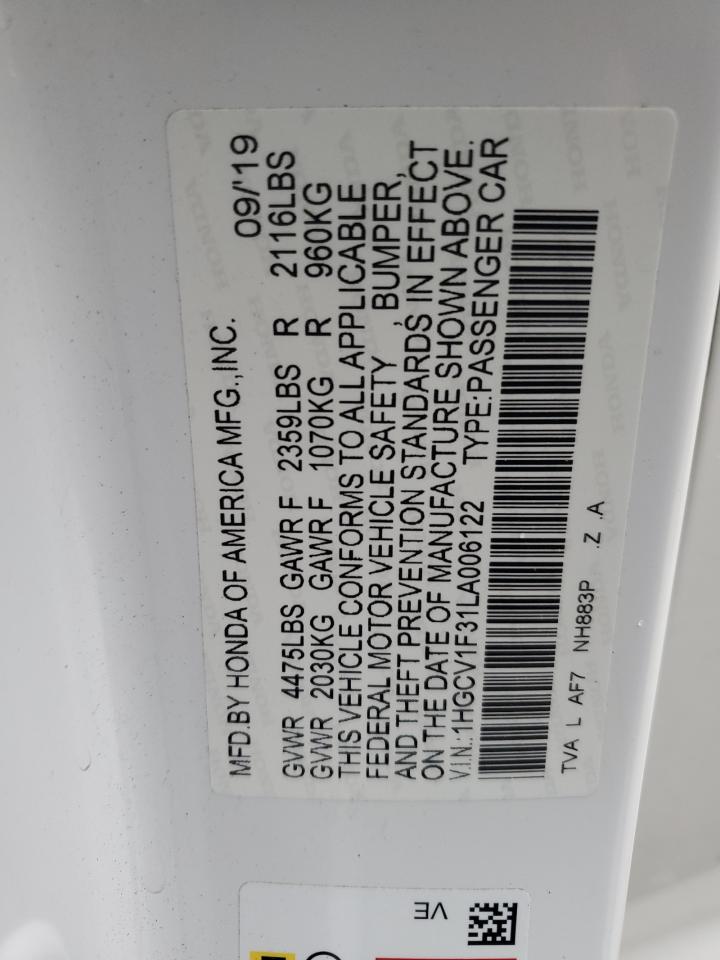 MFD.BY HONDA OF AMERICA MFG.,INC. 09/'19
GVWR 4475LBS GAWR F 2359LBS R 2116LBS
GVWR 2030KG GAWR F 1070KG R 960KG
THIS VEHICLE CONFORMS TO ALL APPLICABLE
FEDERAL MOTOR VEHICLE SAFETY , BUMPER,
AND THEFT PREVENTION STANDARDS IN EFFECT
ON THE DATE OF MANUFACTURE SHOWN ABOVE.
V.I.N.:1HGCV1F31LA006122 TYPE:PASSENGER CAR
TVA L AF7 NH883P .Z .A
VE